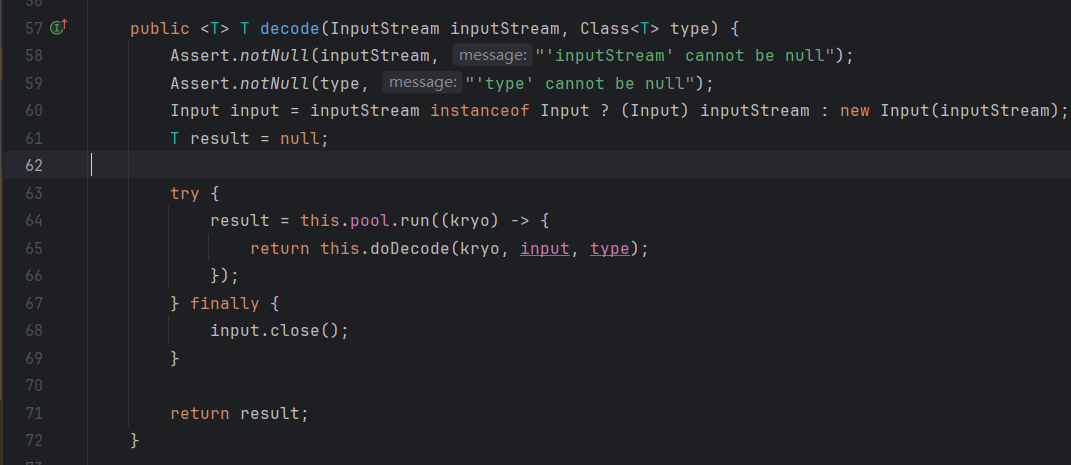 57 public <T> T decode(InputStream inputStream, Class<T> type) {
58 Assert.notNull(inputStream, message: "'inputStream' cannot be null");
59 Assert.notNull(type, message: "'type' cannot be null");
60 Input input = inputStream instanceof Input ? (Input) inputStream : new Input(inputStream);
61 T result = null;
62
63 try {
64 result = this.pool.run((kryo) -> {
65 return this.doDecode(kryo, input, type);
66 });
67 } finally {
68 input.close();
69 }
70
71 return result;
72 }